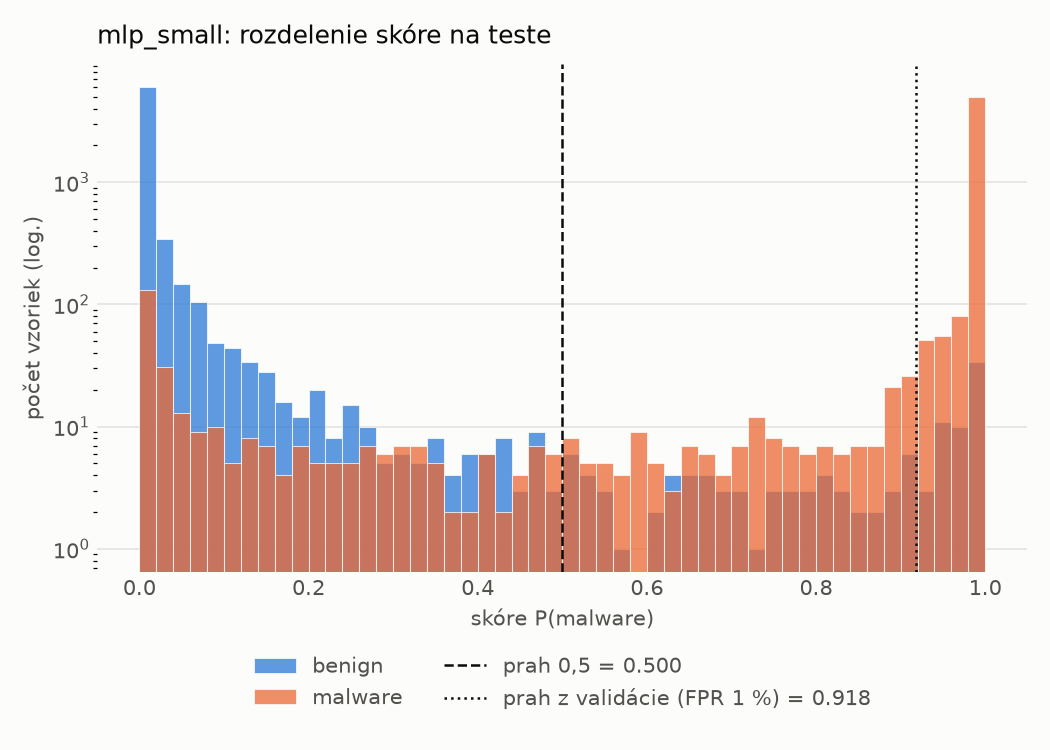 mlp_small: rozdelenie skóre na teste
počet vzoriek (log.)
10³
10²
10¹
10⁰
0.0 0.2 0.4 0.6 0.8 1.0
skóre P(malware)
benign
malware
prah 0,5 = 0.500
prah z validácie (FPR 1 %) = 0.918